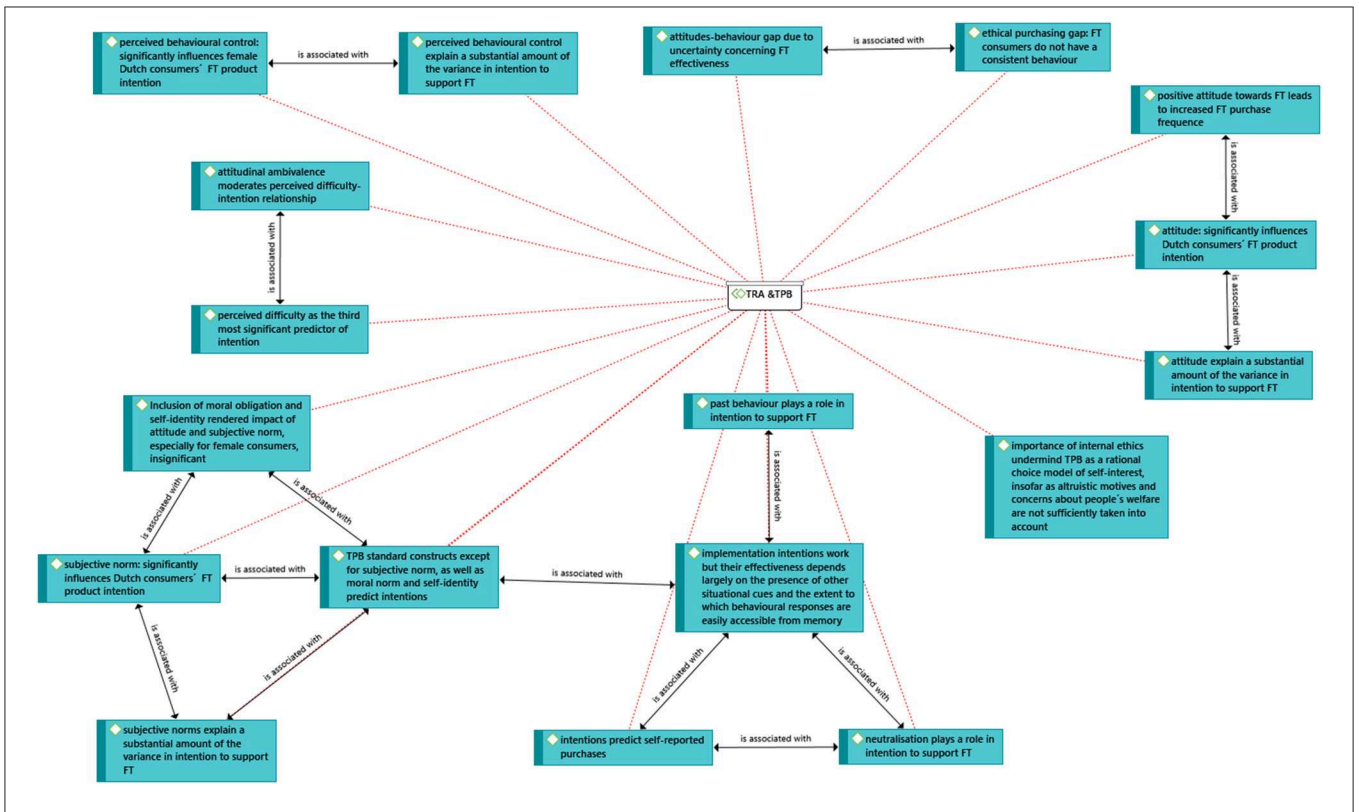 perceived behavioural control:
significantly influences female
Dutch consumers´ FT product
intention
is associated with
perceived behavioural control
explain a substantial amount of
the variance in intention to
support FT
attitudes-behaviour gap due to
uncertainty concerning FT
effectiveness
is associated with
ethical purchasing gap: FT
consumers do not have a
consistent behaviour
positive attitude towards FT leads
to increased FT purchase
frequence
is associated with
attitude: significantly influences
Dutch consumers´ FT product
intention
is associated with
attitude explain a substantial
amount of the variance in
intention to support FT
attitudinal ambivalence
moderates perceived difficulty-
intention relationship
is associated with
perceived difficulty as the third
most significant predictor of
intention
TRA &TPB
Inclusion of moral obligation and
self-identity rendered impact of
attitude and subjective norm,
especially for female consumers,
insignificant
is associated with
is associated with
subjective norm: significantly
influences Dutch consumers´ FT
product intention
is associated with
TPB standard constructs except
for subjective norm, as well as
moral norm and self-identity
predict intentions
is associated with
is associated with
is associated with
subjective norms explain a
substantial amount of the
variance in intention to support
FT
past behaviour plays a role in
intention to support FT
is associated with
implementation intentions work
but their effectiveness depends
largely on the presence of other
situational cues and the extent to
which behavioural responses are
easily accessible from memory
is associated with
is associated with
intentions predict self-reported
purchases
is associated with
neutralisation plays a role in
intention to support FT
importance of internal ethics
undermind TPB as a rational
choice model of self-interest,
insofar as altruistic motives and
concerns about people´s welfare
are not sufficiently taken into
account